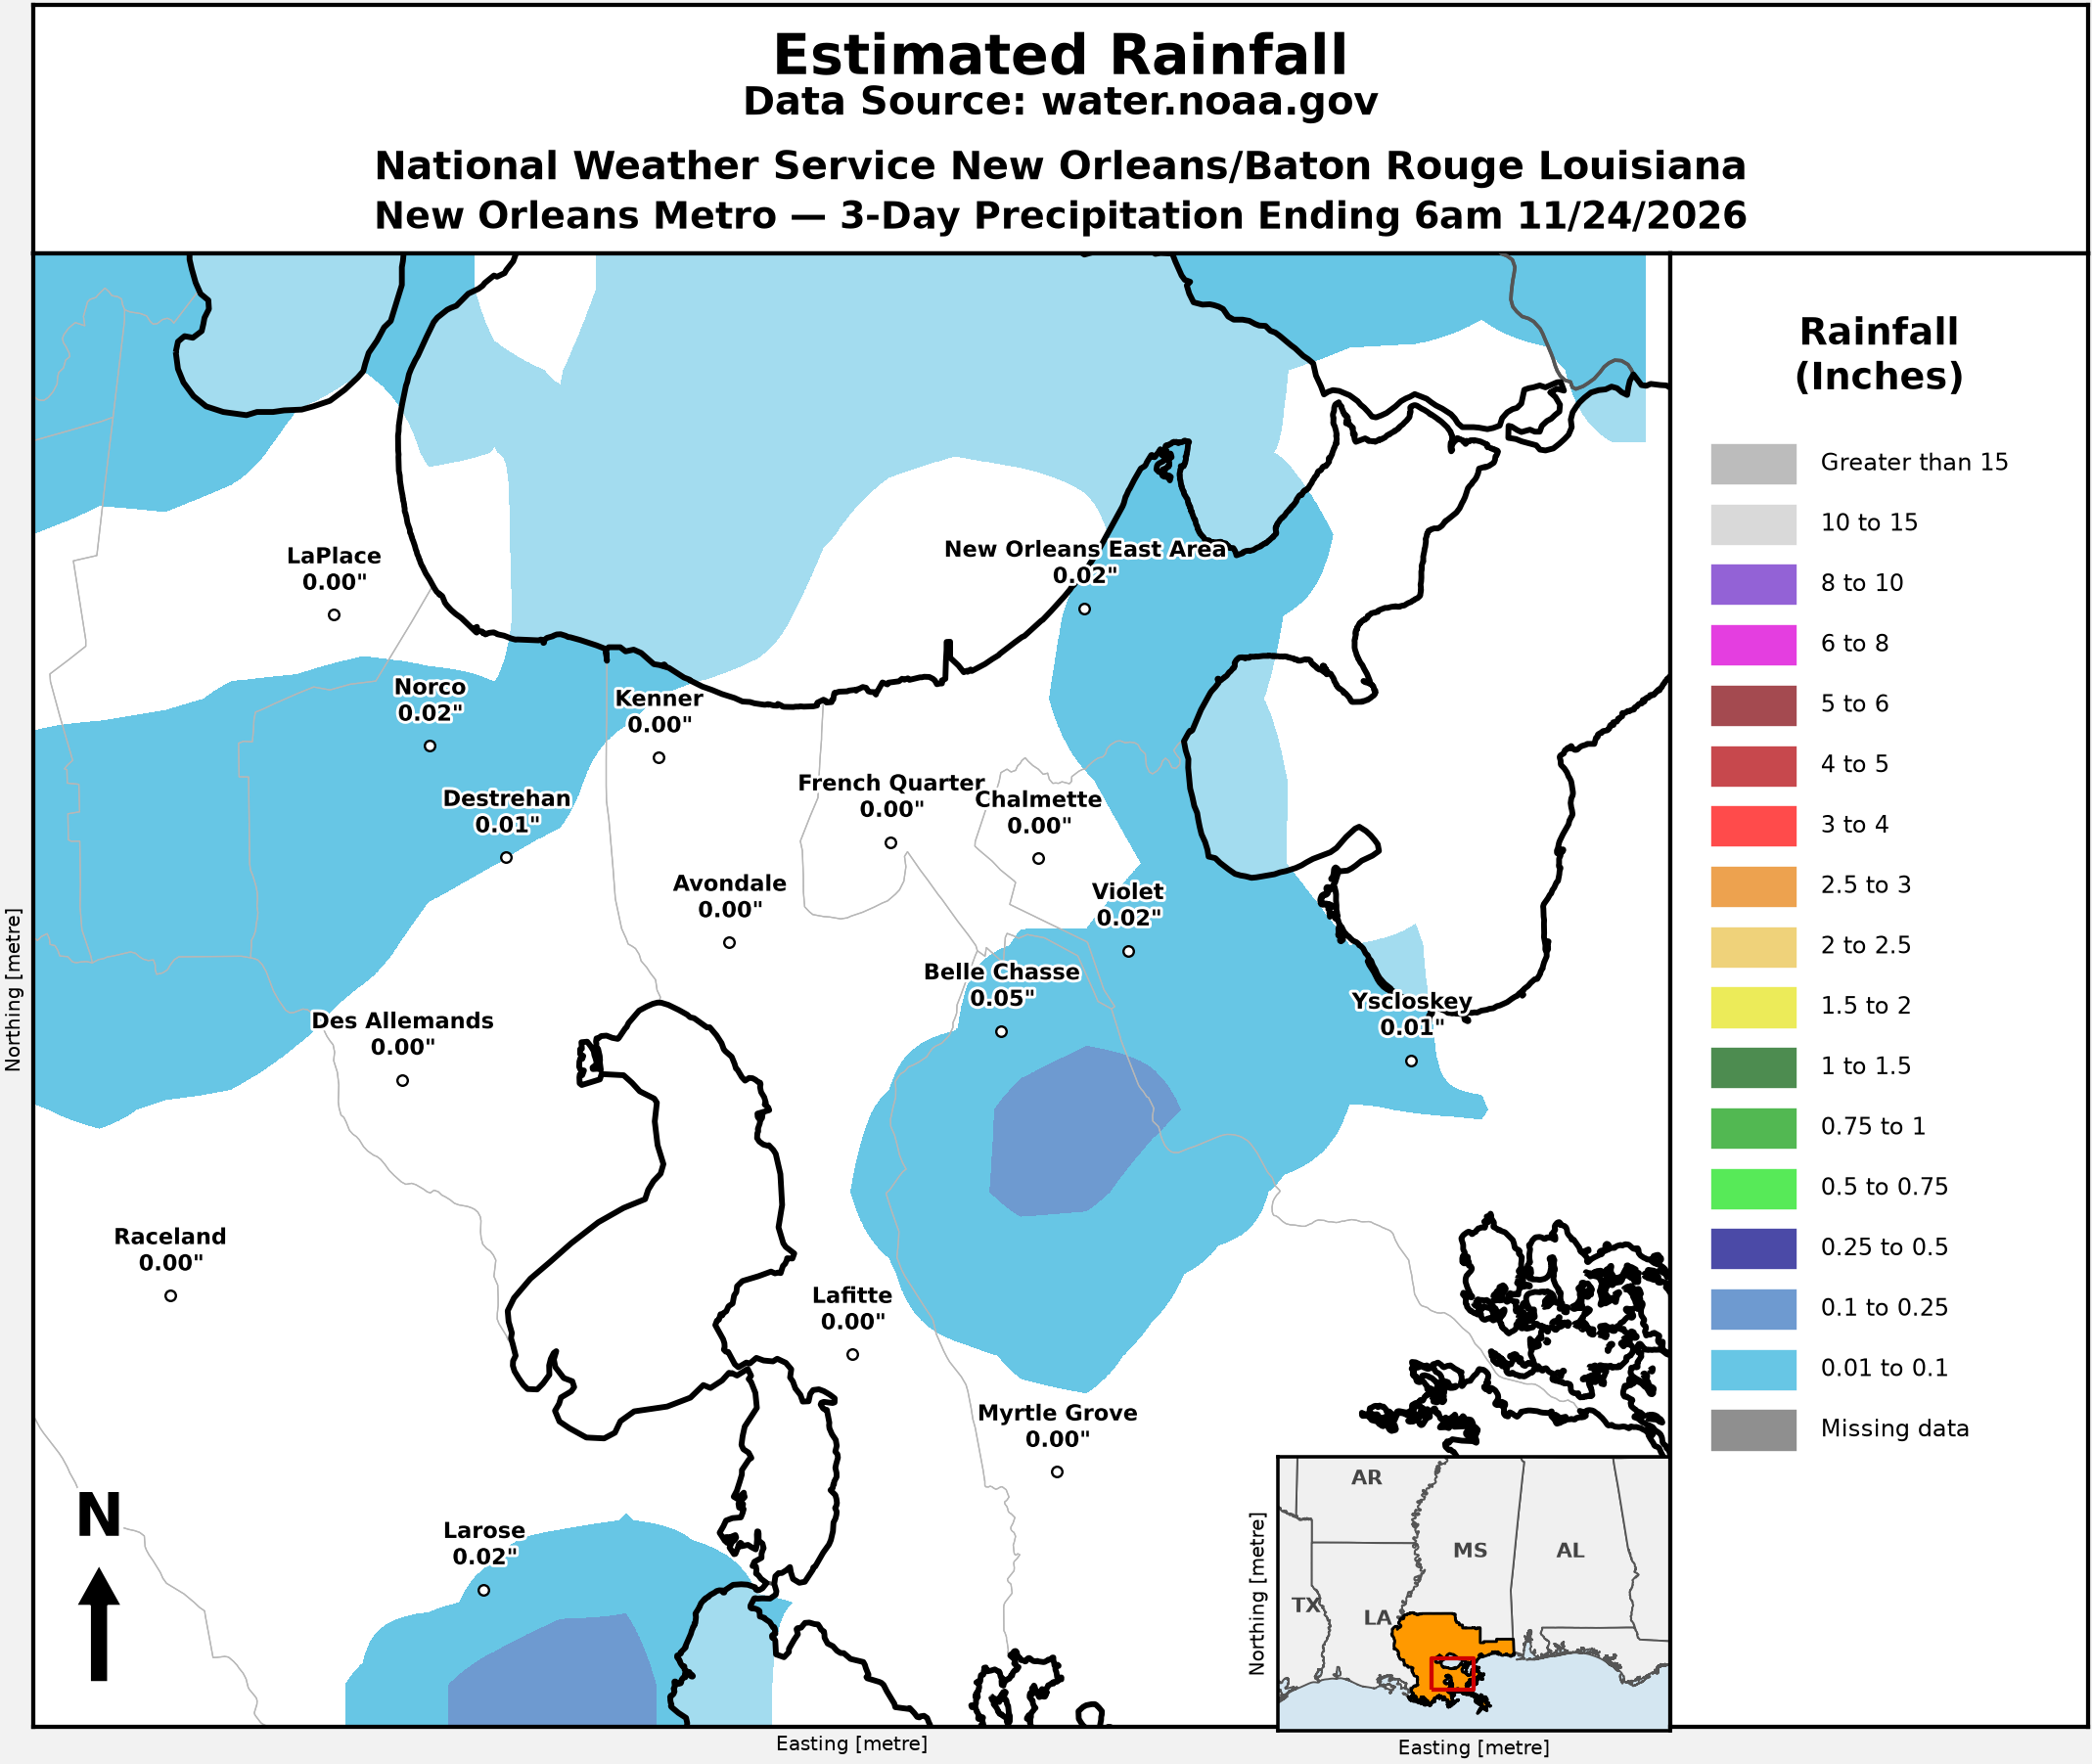 Estimated Rainfall
Data Source: water.noaa.gov
National Weather Service New Orleans/Baton Rouge Louisiana
New Orleans Metro — 3-Day Precipitation Ending 6am 11/24/2026
LaPlace
0.00"
New Orleans East Area
0.02"
Norco
0.02"
Kenner
0.00"
Destrehan
0.01"
French Quarter
0.00"
Chalmette
0.00"
Avondale
0.00"
Violet
0.02"
Belle Chasse
0.05"
Yscloskey
0.01"
Des Allemands
0.00"
Raceland
0.00"
Lafitte
0.00"
Myrtle Grove
0.00"
Larose
0.02"
N
Northing [metre]
Easting [metre]
Rainfall
(Inches)
Greater than 15
10 to 15
8 to 10
6 to 8
5 to 6
4 to 5
3 to 4
2.5 to 3
2 to 2.5
1.5 to 2
1 to 1.5
0.75 to 1
0.5 to 0.75
0.25 to 0.5
0.1 to 0.25
0.01 to 0.1
Missing data
AR
MS
AL
TX
LA
Northing [metre]
Easting [metre]